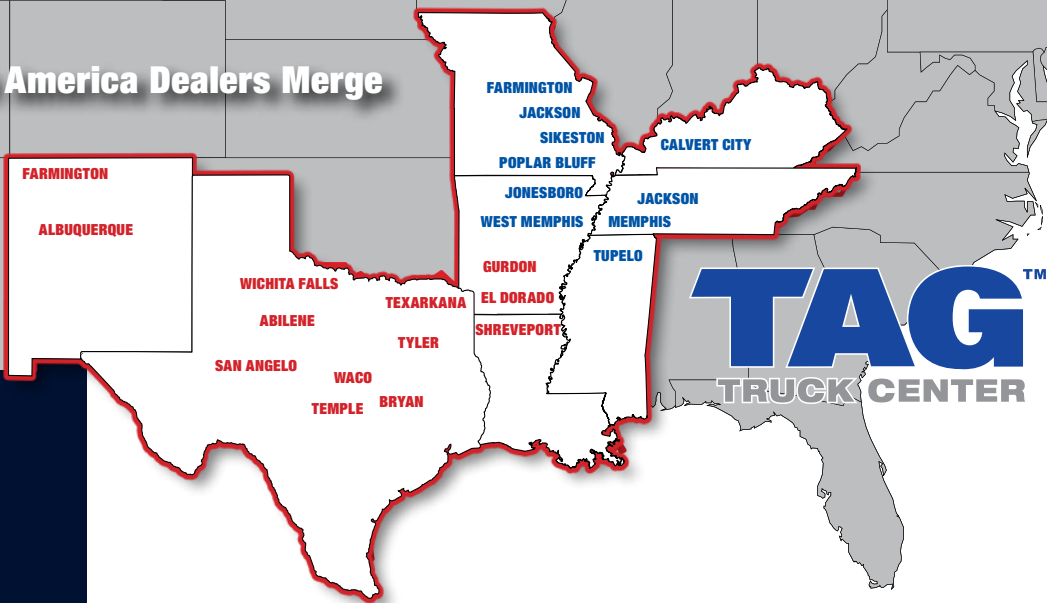 America Dealers Merge
FARMINGTON
JACKSON
SIKESTON
POPLAR BLUFF
CALVERT CITY
JONESBORO
JACKSON
WEST MEMPHIS
MEMPHIS
TUPELO
FARMINGTON
ALBUQUERQUE
GURDON
EL DORADO
SHREVEPORT
WICHITA FALLS
TEXARKANA
ABILENE
TYLER
SAN ANGELO
WACO
TEMPLE
BRYAN
TAG™
TRUCK CENTER